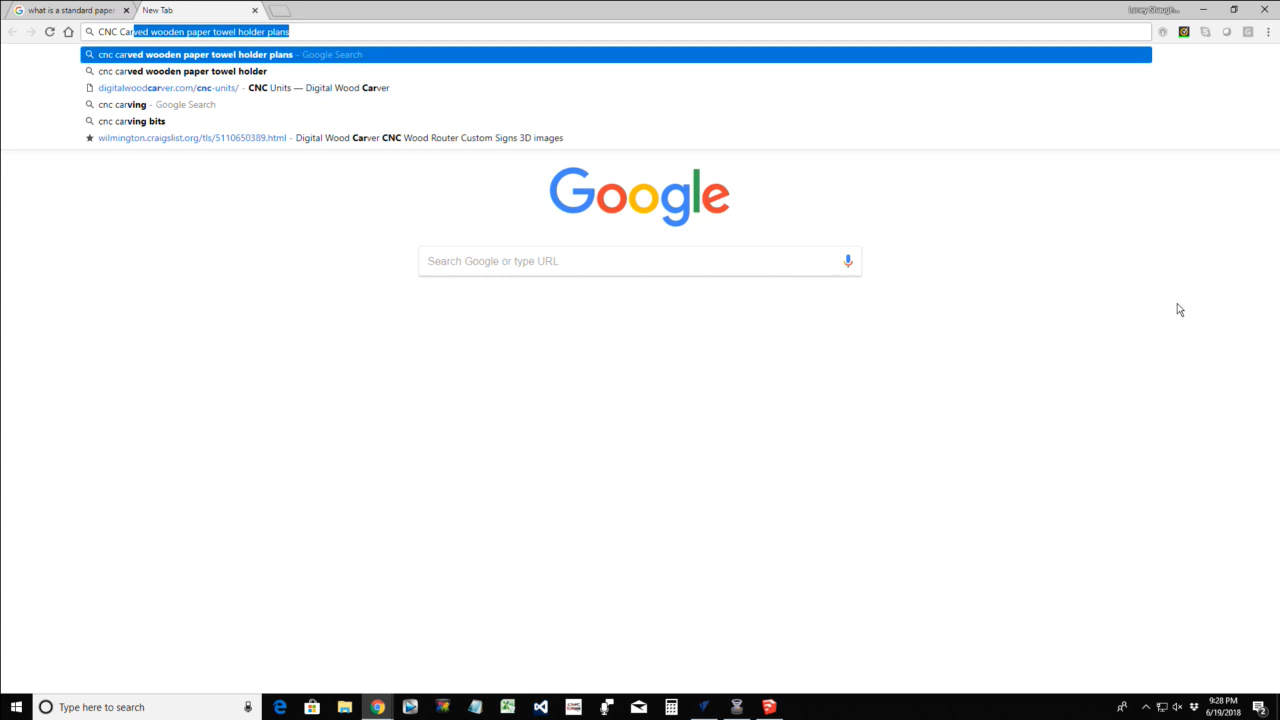 what is a standard paper
New Tab
CNC Carved wooden paper towel holder plans
cnc carved wooden paper towel holder plans - Google Search
cnc carved wooden paper towel holder
digitalwoodcarver.com/cnc-units/ - CNC Units — Digital Wood Carver
cnc carving - Google Search
cnc carving bits
wilmington.craigslist.org/tls/5110650389.html - Digital Wood Carver CNC Wood Router Custom Signs 3D images
Google
Search Google or type URL
Type here to search
9:28 PM
6/19/2018
2